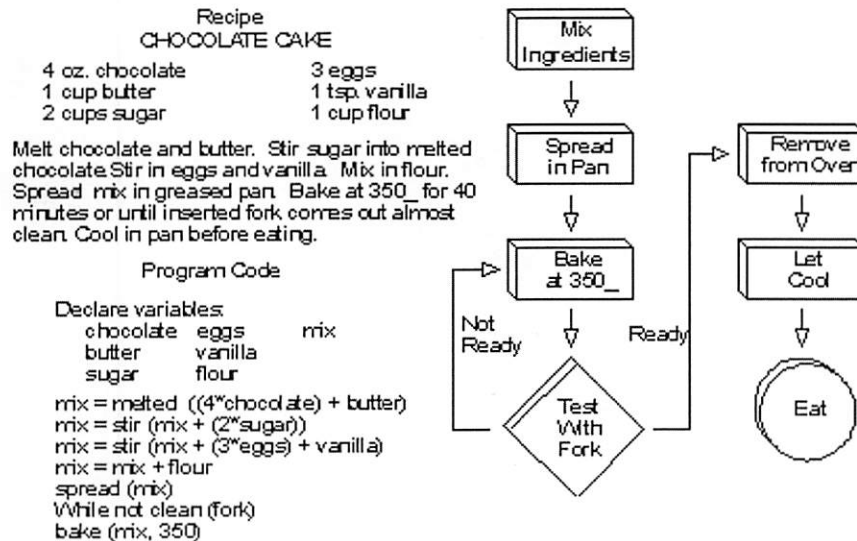 Recipe
CHOCOLATE CAKE
4 oz. chocolate 3 eggs
1 cup butter 1 tsp. vanilla
2 cups sugar 1 cup flour
Melt chocolate and butter. Stir sugar into melted
chocolate.Stir in eggs and vanilla. Mix in flour.
Spread mix in greased pan. Bake at 350_ for 40
minutes or until inserted fork comes out almost
clean. Cool in pan before eating.
Program Code
Declare variables:
chocolate eggs mix
butter vanilla
sugar flour
mix = melted ((4*chocolate) + butter)
mix = stir (mix + (2*sugar))
mix = stir (mix + (3*eggs) + vanilla)
mix = mix + flour
spread (mix)
While not clean (fork)
bake (mix, 350)
Mix
Ingredients
Spread
in Pan
Bake
at 350_
Not
Ready
Test
With
Fork
Ready
Remove
from Oven
Let
Cool
Eat